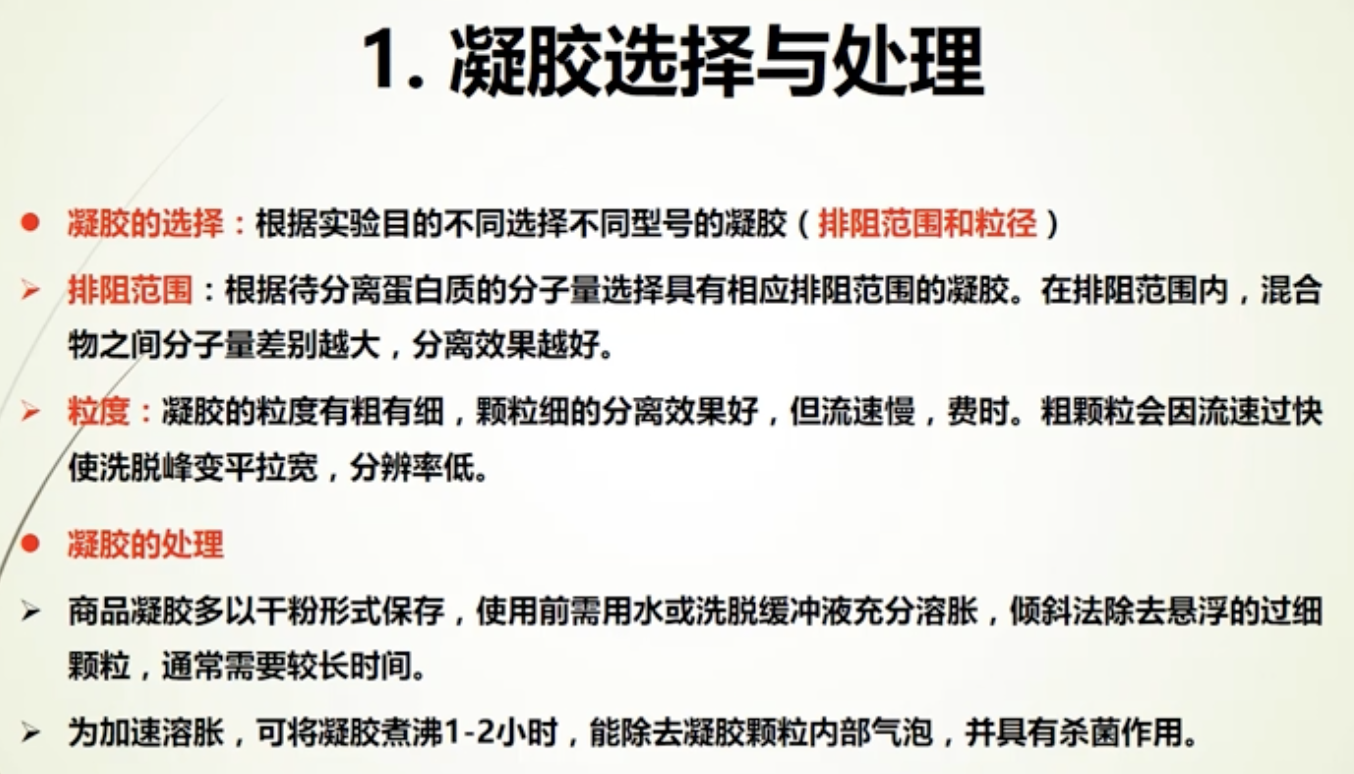 1. 凝胶选择与处理
凝胶的选择：根据实验目的不同选择不同型号的凝胶（排阻范围和粒径）
排阻范围：根据待分离蛋白质的分子量选择具有相应排阻范围的凝胶。在排阻范围内，混合
物之间分子量差别越大，分离效果越好。
粒度：凝胶的粒度有粗有细，颗粒细的分离效果好，但流速慢，费时。粗颗粒会因流速过快
使洗脱峰变平拉宽，分辨率低。
凝胶的处理
商品凝胶多以干粉形式保存，使用前需用水或洗脱缓冲液充分溶胀，倾斜法除去悬浮的过细
颗粒，通常需要较长时间。
为加速溶胀，可将凝胶煮沸1-2小时，能除去凝胶颗粒内部气泡，并具有杀菌作用。